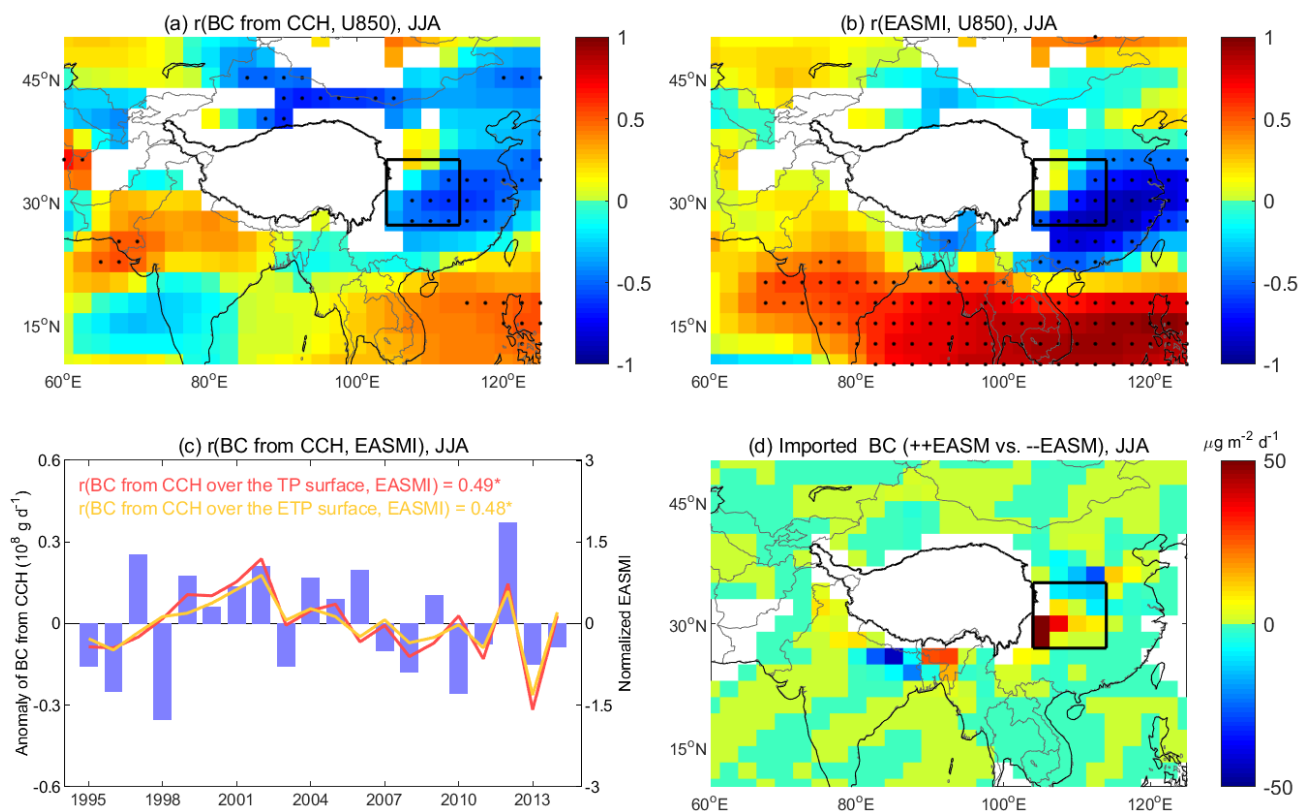 (a) r(BC from CCH, U850), JJA
45°N
30°N
15°N
60°E
80°E
100°E
120°E
1
0.5
0
-0.5
-1
(b) r(EASMI, U850), JJA
45°N
30°N
15°N
60°E
80°E
100°E
120°E
1
0.5
0
-0.5
-1
(c) r(BC from CCH, EASMI), JJA
r(BC from CCH over the TP surface, EASMI) = 0.49*
r(BC from CCH over the ETP surface, EASMI) = 0.48*
Anomaly of BC from CCH (10⁸ g d⁻¹)
0.6
0.3
0
-0.3
-0.6
1995
1998
2001
2004
2007
2010
2013
3
1.5
0
-1.5
-3
Normalized EASMI
(d) Imported BC (++EASM vs. --EASM), JJA
μg m⁻² d⁻¹
45°N
30°N
15°N
60°E
80°E
100°E
120°E
50
0
-50